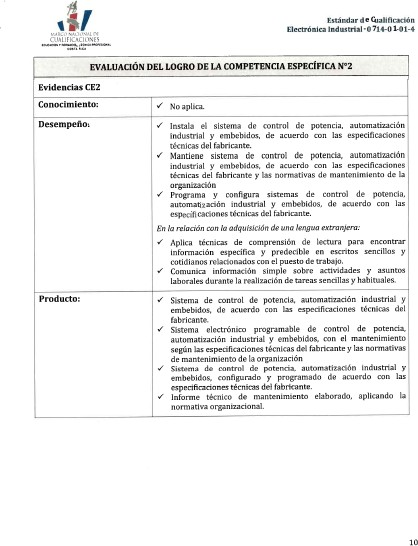 MARCO NACIONAL DE
CUALIFICACIONES
EDUCACIÓN Y FORMACIÓN TÉCNICA PROFESIONAL
COSTA RICA
Estándar de Cualificación
Electrónica Industrial-0714-01-01-4
EVALUACIÓN DEL LOGRO DE LA COMPETENCIA ESPECÍFICA N°2
Evidencias CE2
Conocimiento:
✓ No aplica.
Desempeño:
✓ Instala el sistema de control de potencia, automatización
industrial y embebidos, de acuerdo con las especificaciones
técnicas del fabricante.
✓ Mantiene sistema de control de potencia, automatización
industrial y embebidos, de acuerdo con las especificaciones
técnicas del fabricante y las normativas de mantenimiento de la
organización
✓ Programa y configura sistemas de control de potencia,
automatización industrial y embebidos, de acuerdo con las
especificaciones técnicas del fabricante.
En la relación con la adquisición de una lengua extranjera:
✓ Aplica técnicas de comprensión de lectura para encontrar
información específica y predecible en escritos sencillos y
cotidianos relacionados con el puesto de trabajo.
✓ Comunica información simple sobre actividades y asuntos
laborales durante la realización de tareas sencillas y habituales.
Producto:
✓ Sistema de control de potencia, automatización industrial y
embebidos, de acuerdo con las especificaciones técnicas del
fabricante.
✓ Sistema electrónico programable de control de potencia,
automatización industrial y embebidos, con el mantenimiento
según las especificaciones técnicas del fabricante y las normativas
de mantenimiento de la organización
✓ Sistema de control de potencia, automatización industrial y
embebidos, configurado y programado de acuerdo con las
especificaciones técnicas del fabricante.
✓ Informe técnico de mantenimiento elaborado, aplicando la
normativa organizacional.
10